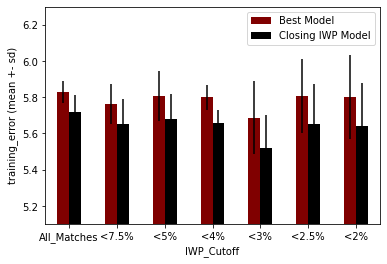 Best Model
Closing IWP Model
training_error (mean +- sd)
6.2
6.0
5.8
5.6
5.4
5.2
All_Matches <7.5% <5% <4% <3% <2.5% <2%
IWP_Cutoff